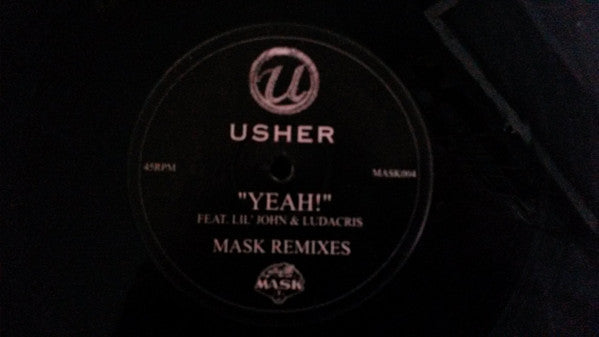 U
USHER
45RPM
MASK004
"YEAH!"
FEAT. LIL' JOHN & LUDACRIS
MASK REMIXES
MASK